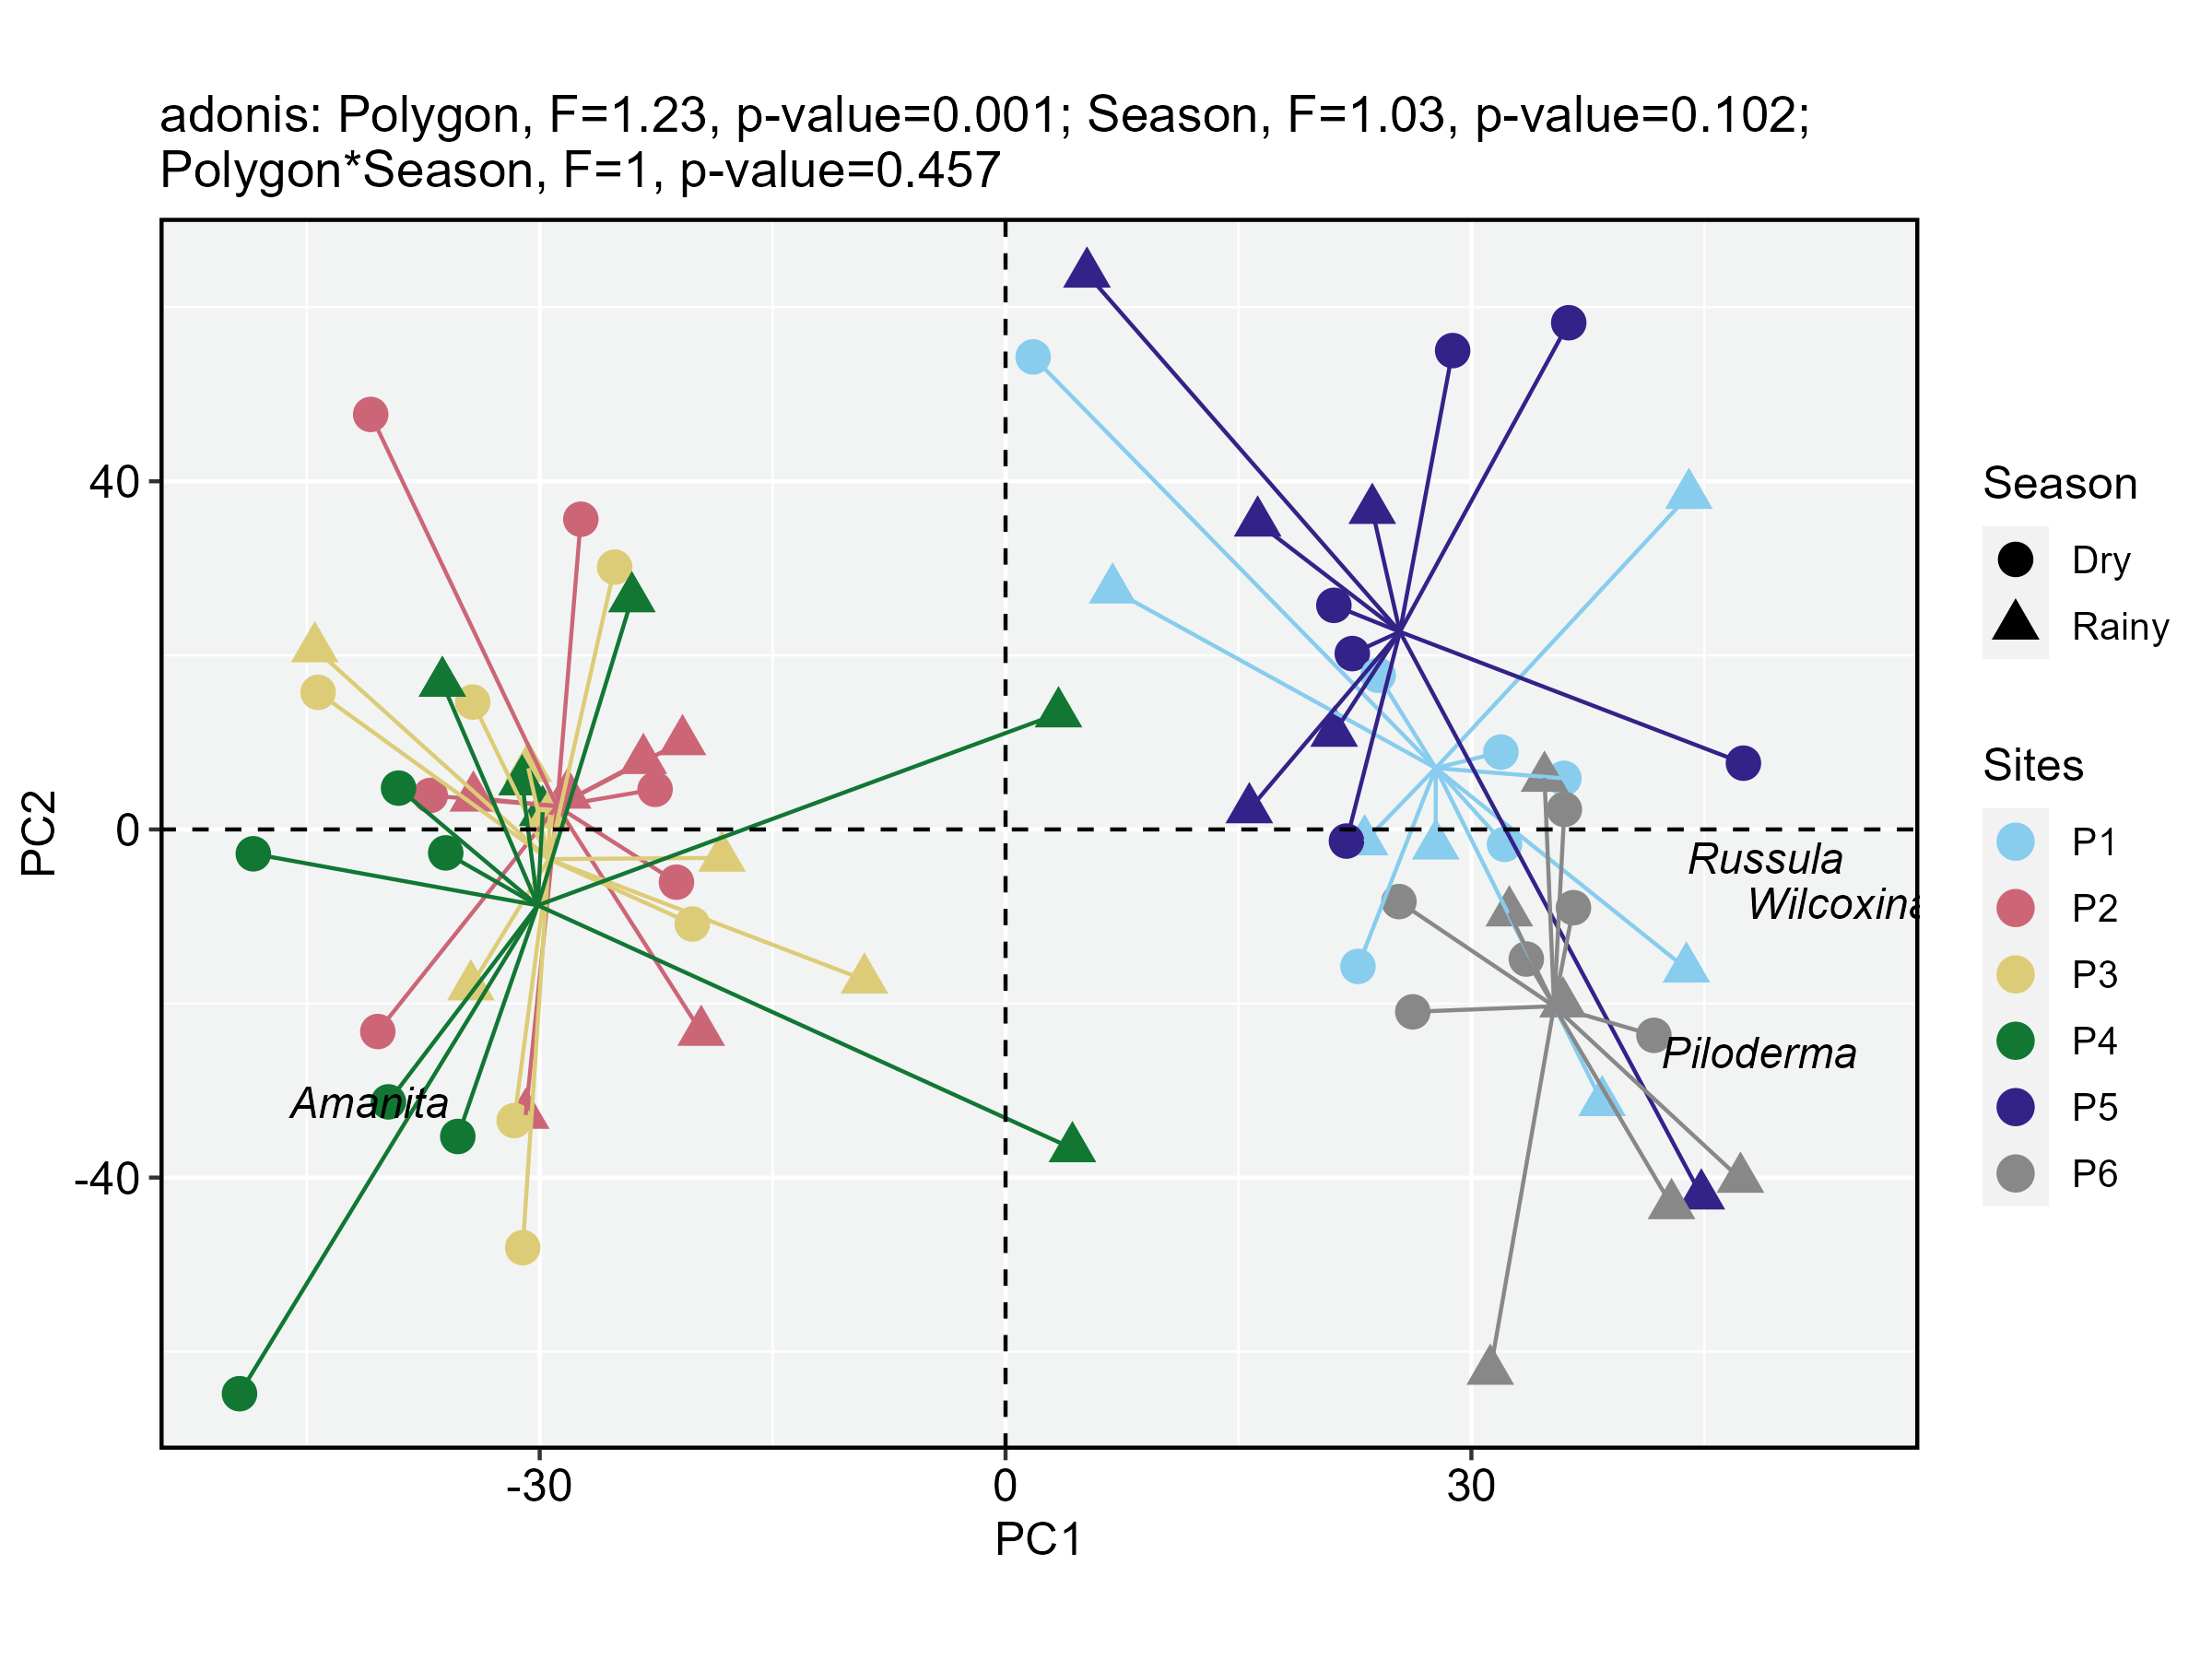 adonis: Polygon, F=1.23, p-value=0.001; Season, F=1.03, p-value=0.102;
Polygon*Season, F=1, p-value=0.457
PC2
40
0
-40
Russula
Wilcoxina
Piloderma
Amanita
-30
0
30
PC1
Season
Dry
Rainy
Sites
P1
P2
P3
P4
P5
P6